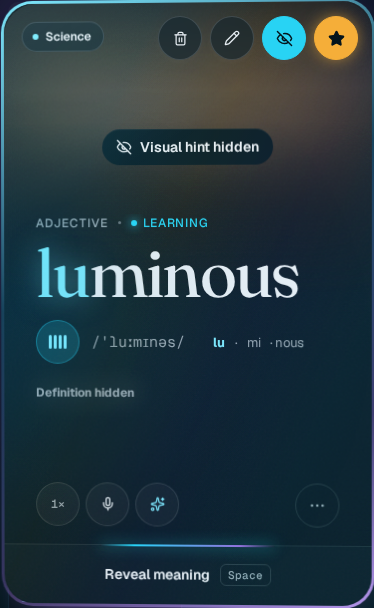 Science
Visual hint hidden
ADJECTIVE • LEARNING
luminous
/ˈluːmɪnəs/ lu · mi · nous
Definition hidden
1×
Reveal meaning Space